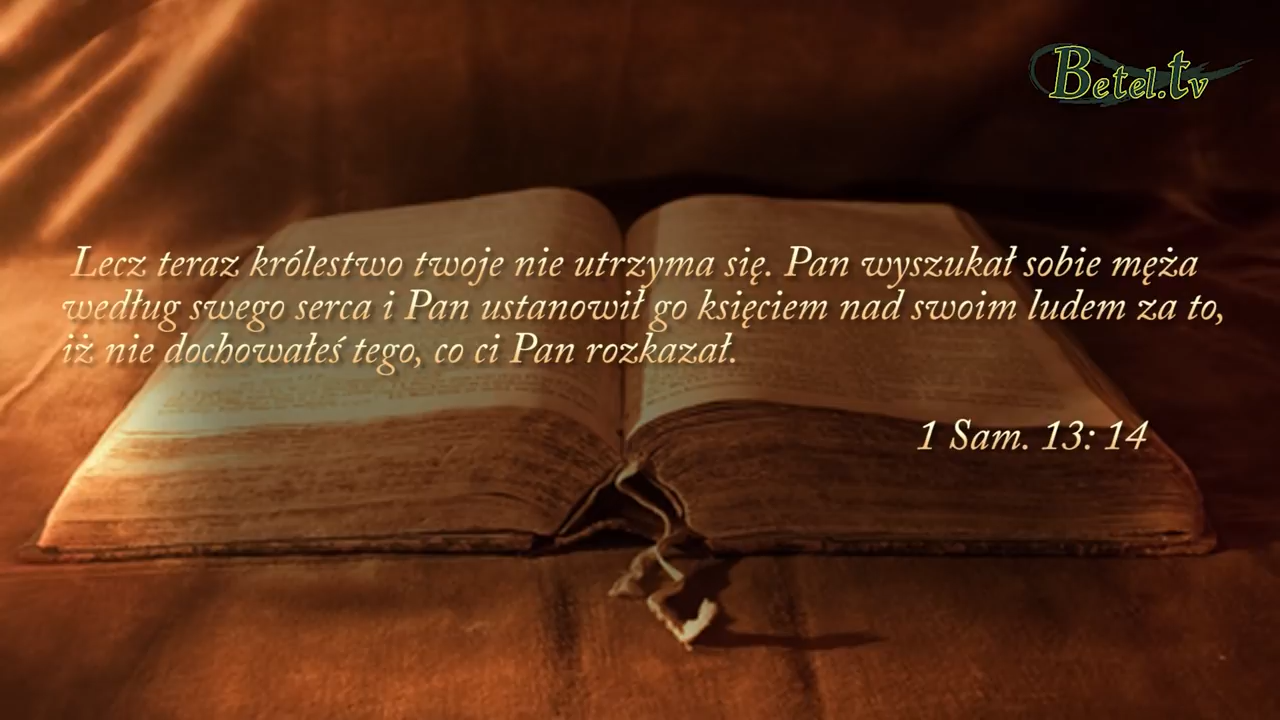 Betel.tv
Lecz teraz królestwo twoje nie utrzyma się. Pan wyszukał sobie męża
według swego serca i Pan ustanowił go księciem nad swoim ludem za to,
iż nie dochowałeś tego, co ci Pan rozkazał.
1 Sam. 13: 14